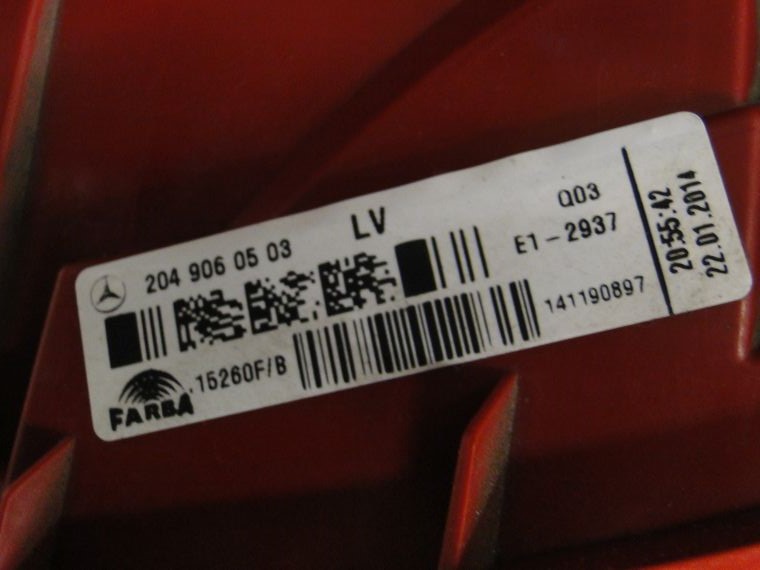 204 906 05 03
LV
Q03
E1-2937
FARBA
.15260F/B
141190897
20:55:42
22.01.2014